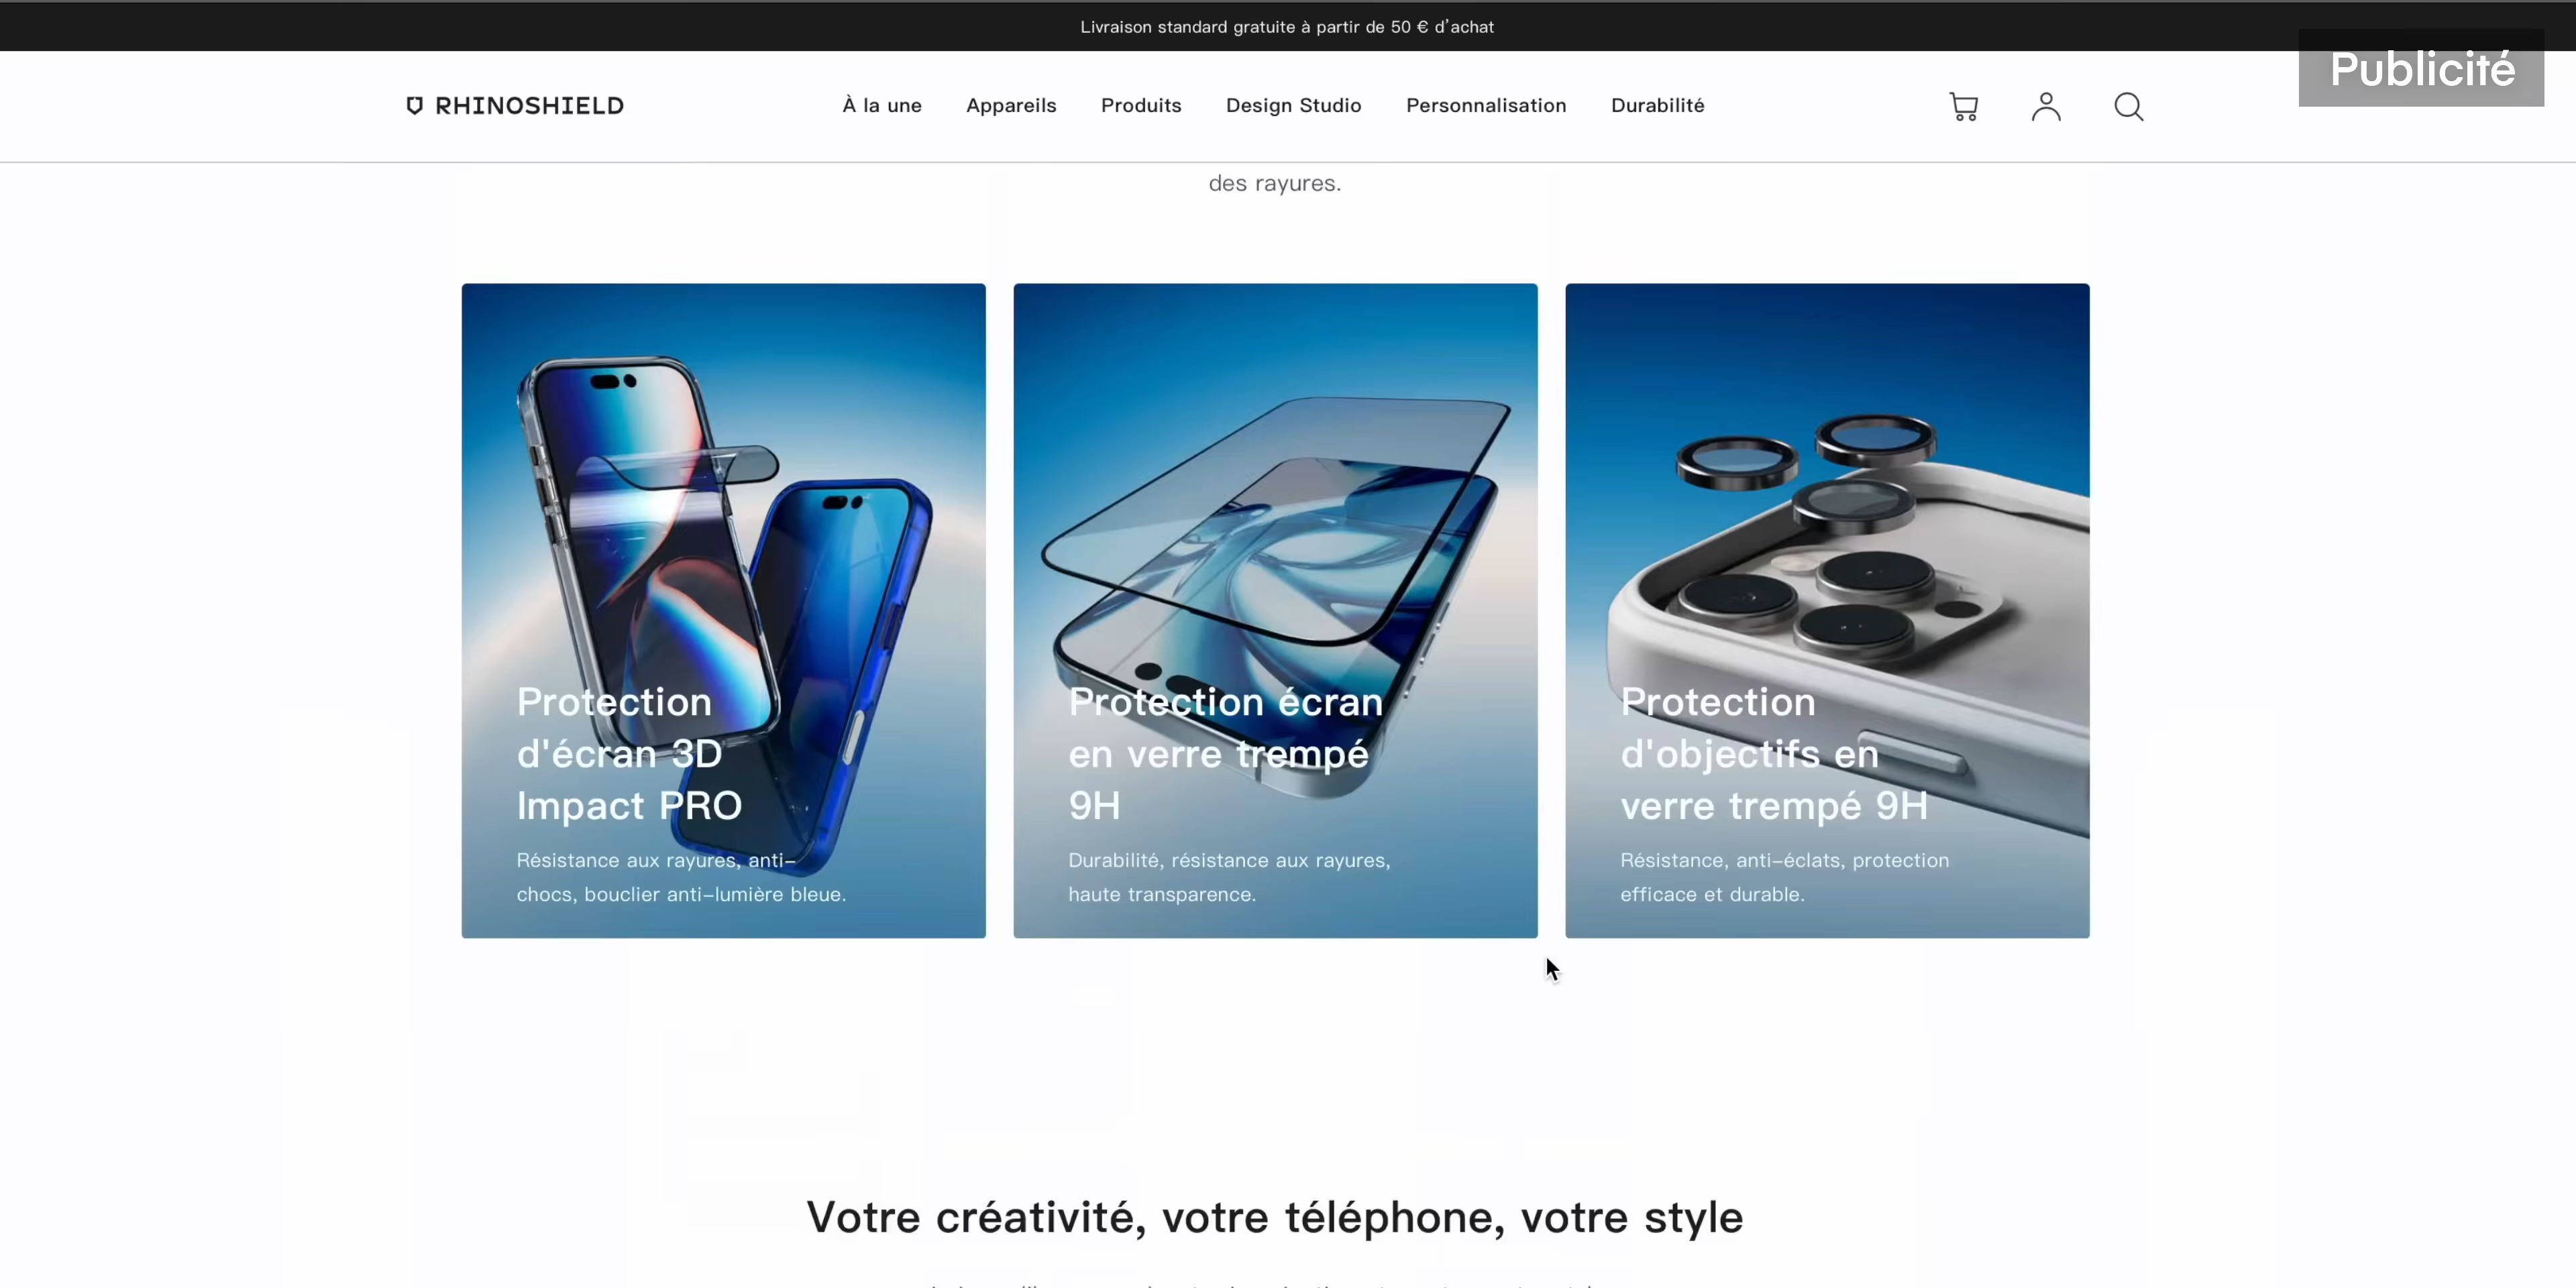 Livraison standard gratuite à partir de 50 € d'achat
Publicité
RHINOSHIELD
À la une
Appareils
Produits
Design Studio
Personnalisation
Durabilité
des rayures.
Protection
d'écran 3D
Impact PRO
Résistance aux rayures, anti-
chocs, bouclier anti-lumière bleue.
Protection écran
en verre trempé
9H
Durabilité, résistance aux rayures,
haute transparence.
Protection
d'objectifs en
verre trempé 9H
Résistance, anti-éclats, protection
efficace et durable.
Votre créativité, votre téléphone, votre style